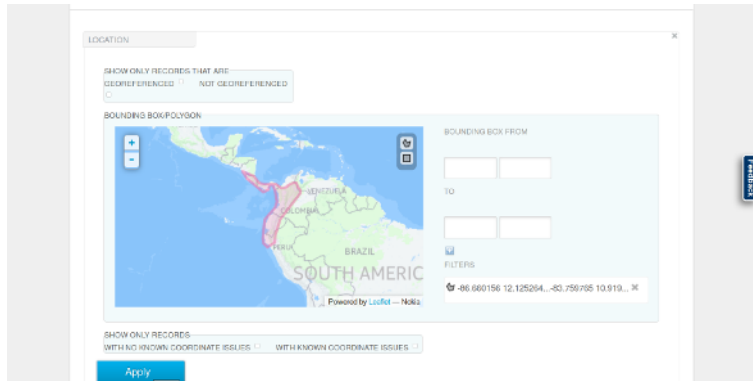 LOCATION
×
SHOW ONLY RECORDS THAT ARE
GEOREFERENCED
NOT GEOREFERENCED
BOUNDING BOX/POLYGON
+
-
VENEZUELA
COLOMBIA
PERU
BRAZIL
SOUTH AMERIC
Powered by Leaflet — Nokia
BOUNDING BOX FROM
TO
FILTERS
-86.660156 12.125264...-83.759765 10.919... ×
SHOW ONLY RECORDS
WITH NO KNOWN COORDINATE ISSUES
WITH KNOWN COORDINATE ISSUES
Apply
Feedback